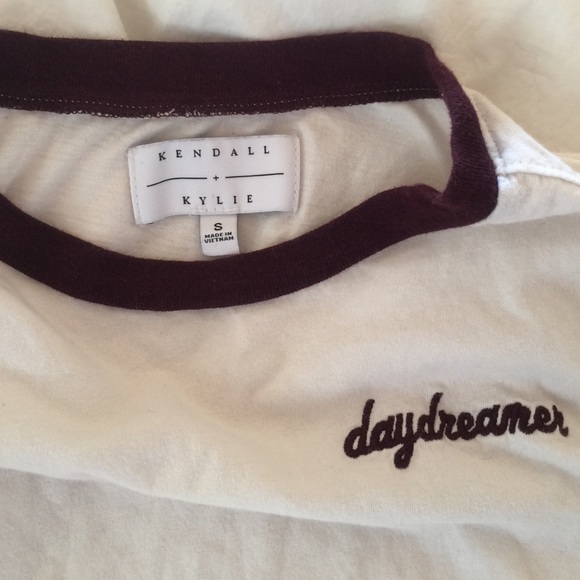 KENDALL
+
KYLIE
S
MADE IN
VIETNAM
daydreamer